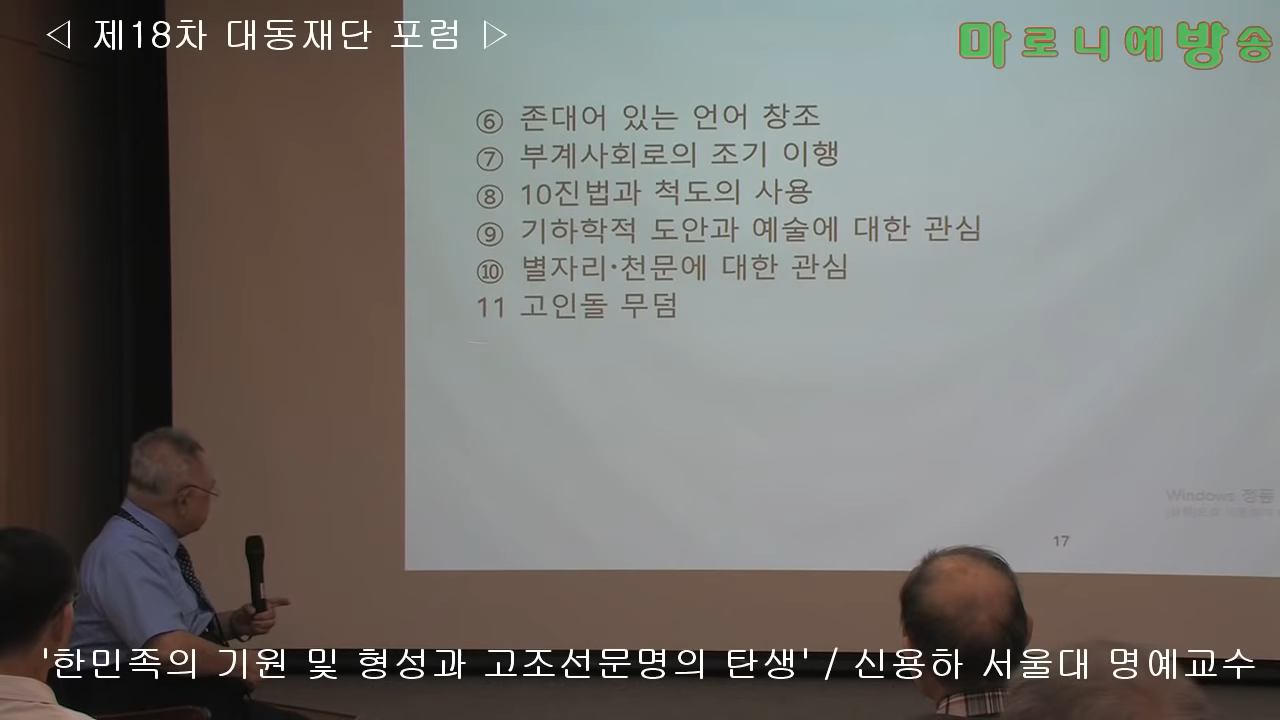 ◁ 제18차 대동재단 포럼 ▷
마로니에방송
⑥ 존대어 있는 언어 창조
⑦ 부계사회로의 조기 이행
⑧ 10진법과 척도의 사용
⑨ 기하학적 도안과 예술에 대한 관심
⑩ 별자리·천문에 대한 관심
11 고인돌 무덤
Windows 정품
17
'한민족의 기원 및 형성과 고조선문명의 탄생' / 신용하 서울대 명예교수